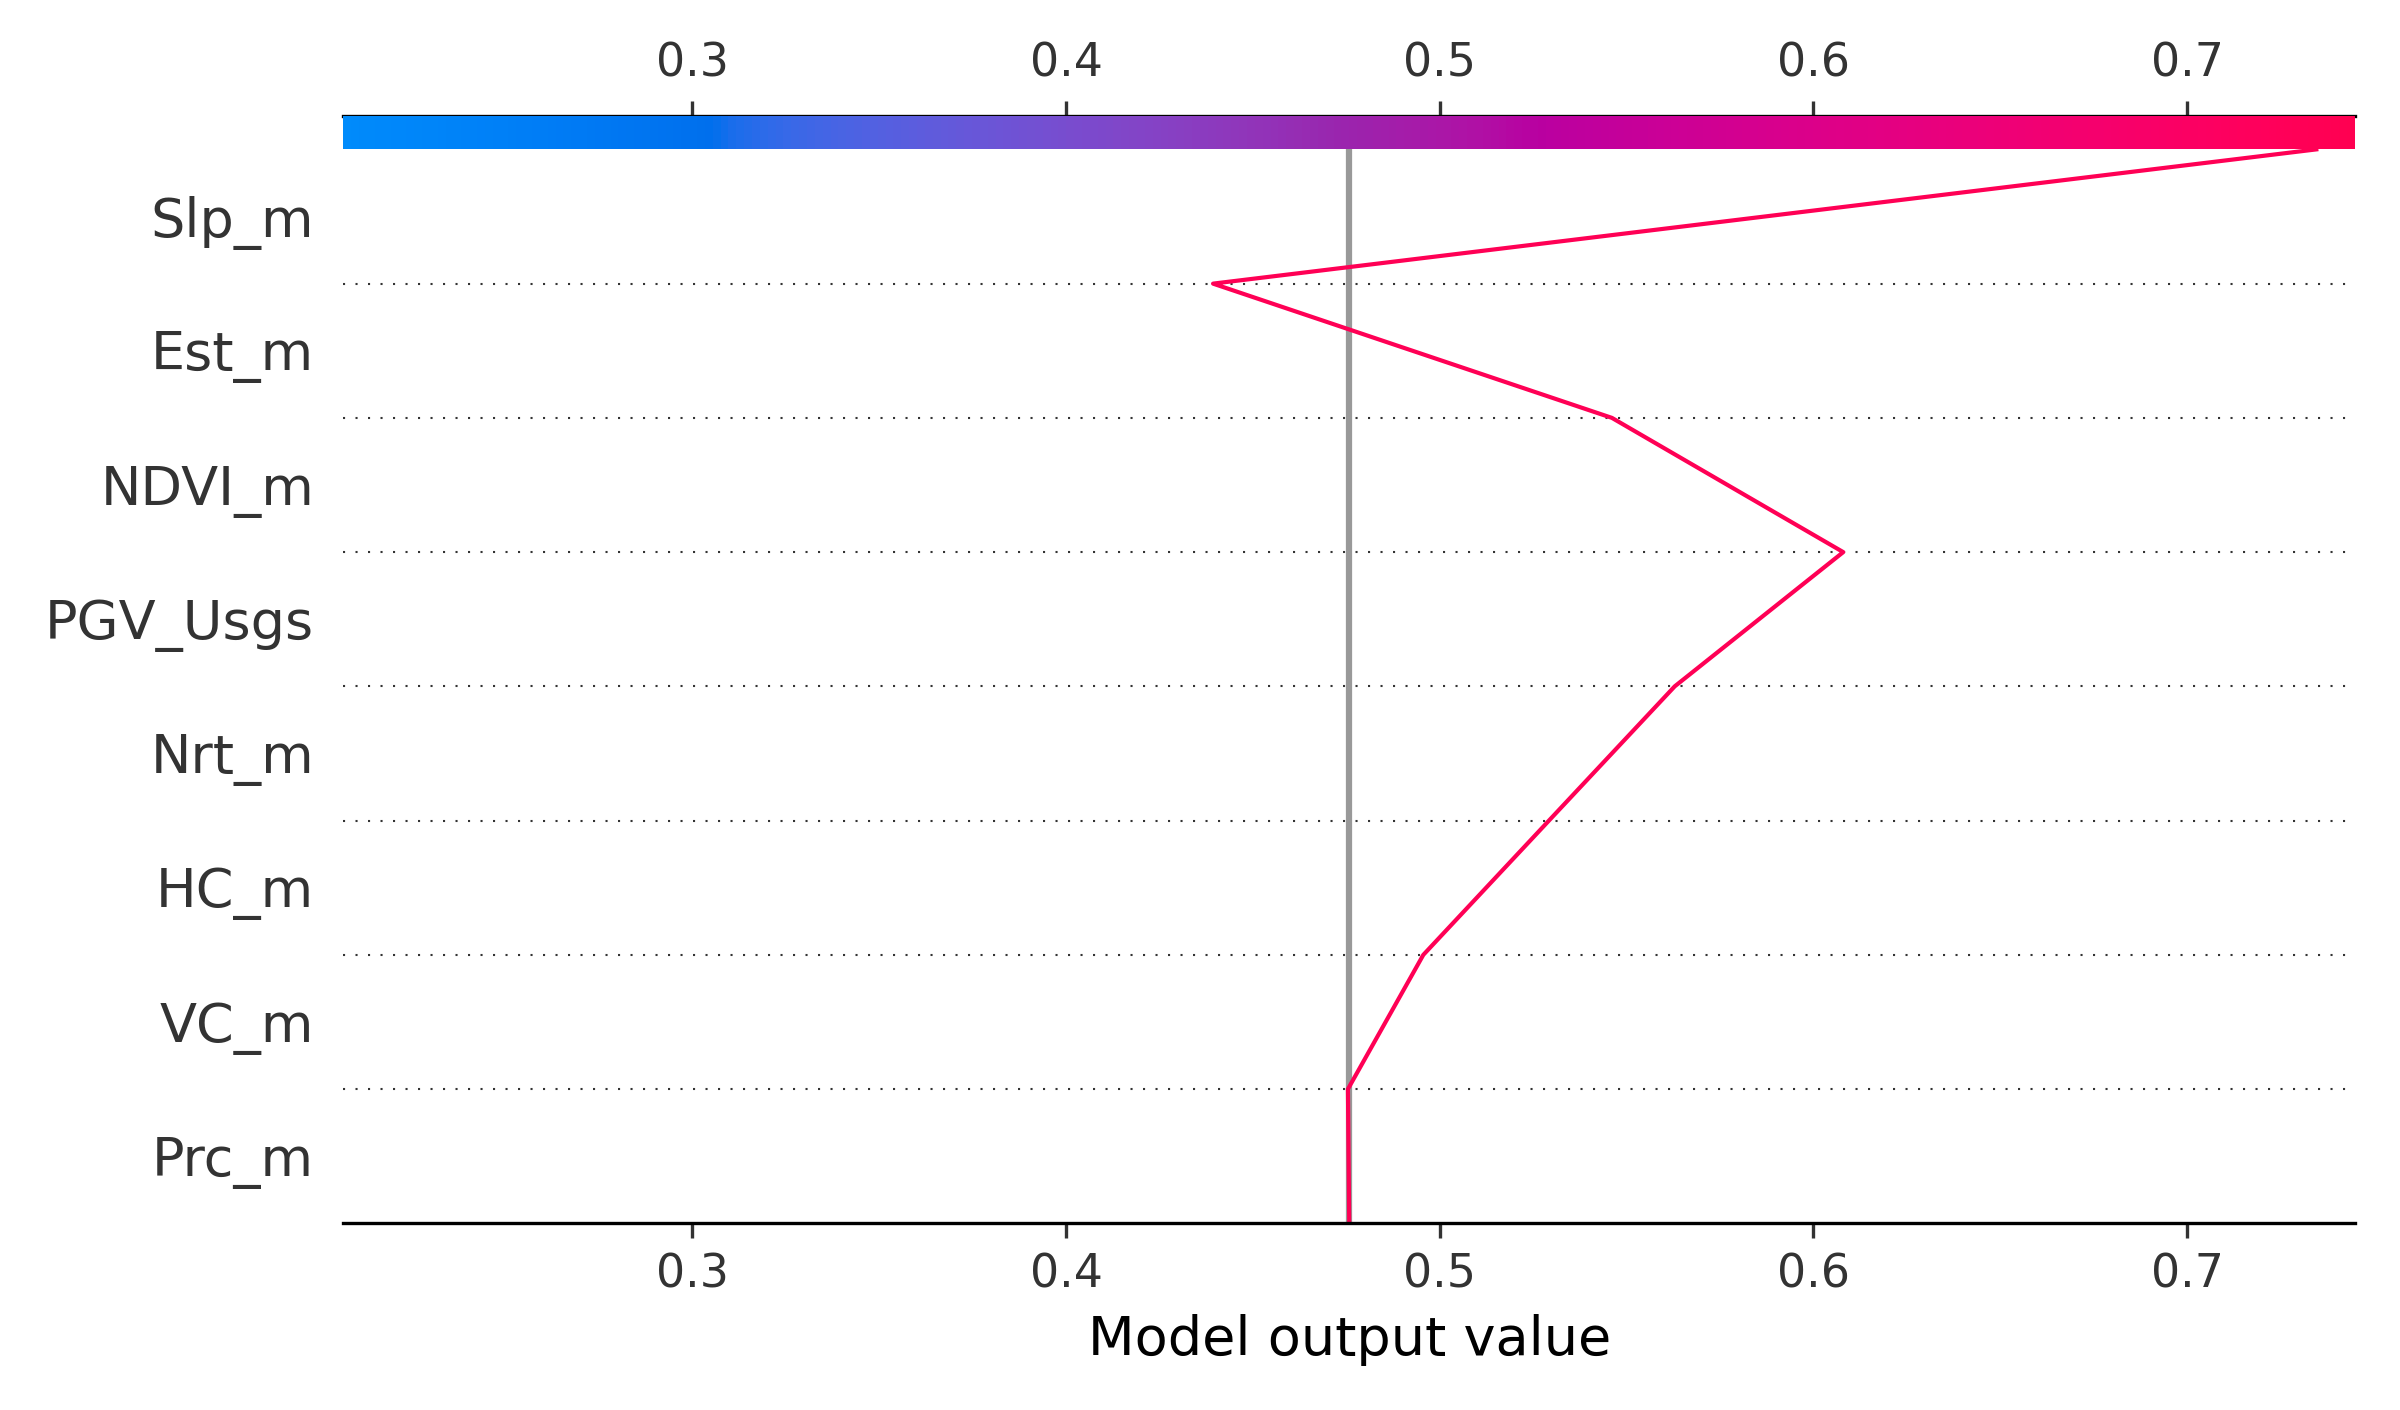 0.3 0.4 0.5 0.6 0.7
Slp_m
Est_m
NDVI_m
PGV_Usgs
Nrt_m
HC_m
VC_m
Prc_m
0.3 0.4 0.5 0.6 0.7
Model output value